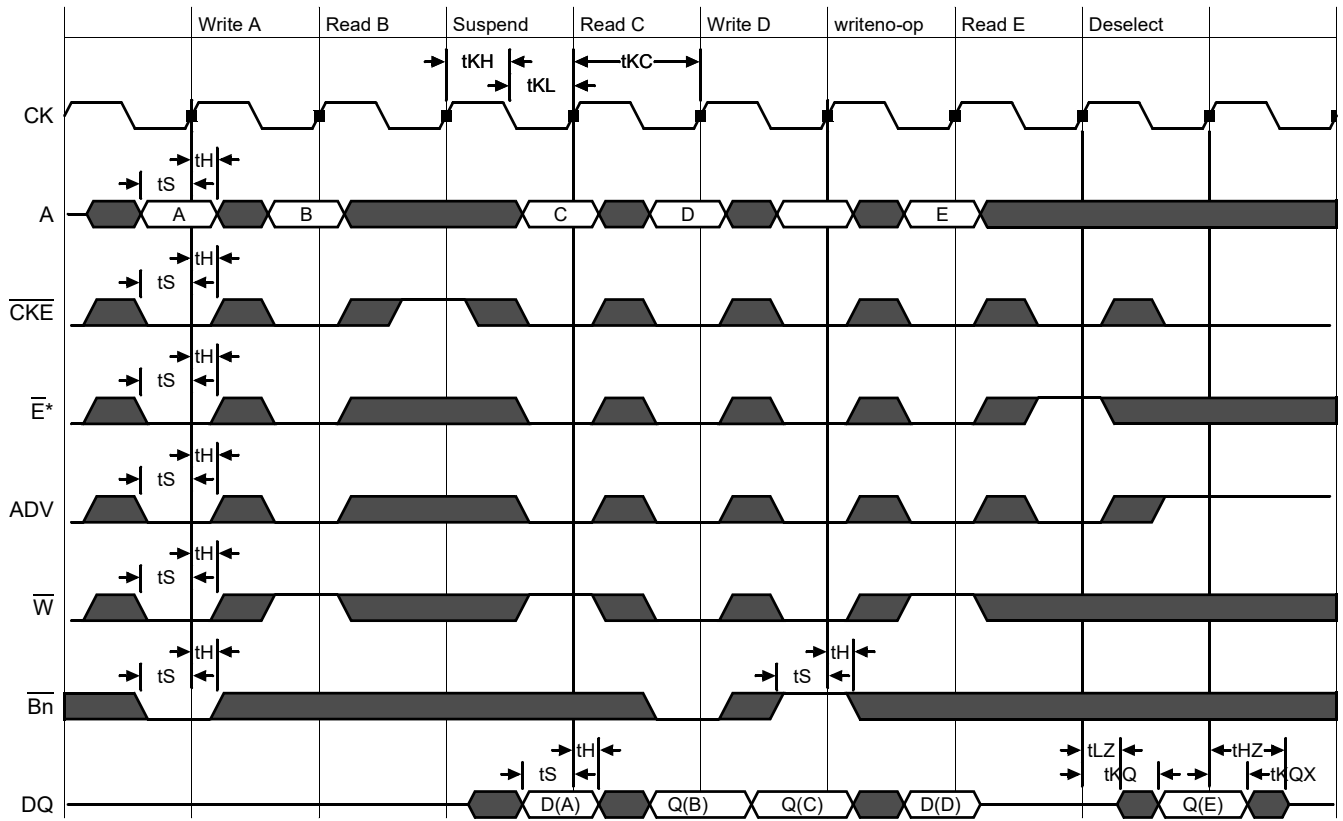 Write A Read B Suspend Read C Write D writeno-op Read E Deselect
tKH tKC
tKL
CK
tH
tS
A A B C D E
tH
tS
CKE
tH
tS
E*
tH
tS
ADV
tH
tS
W
tH tH
tS tS
Bn
tH tLZ tHZ
tS tKQ tKQX
DQ D(A) Q(B) Q(C) D(D) Q(E)